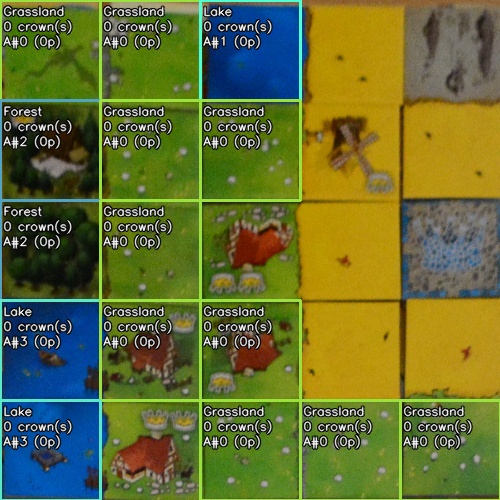 Grassland
0 crown(s)
A#0 (0p)
Grassland
0 crown(s)
A#0 (0p)
Lake
0 crown(s)
A#1 (0p)
Forest
0 crown(s)
A#2 (0p)
Grassland
0 crown(s)
A#0 (0p)
Grassland
0 crown(s)
A#0 (0p)
Forest
0 crown(s)
A#2 (0p)
Grassland
0 crown(s)
A#0 (0p)
Lake
0 crown(s)
A#3 (0p)
Grassland
0 crown(s)
A#0 (0p)
Grassland
0 crown(s)
A#0 (0p)
Lake
0 crown(s)
A#3 (0p)
Grassland
0 crown(s)
A#0 (0p)
Grassland
0 crown(s)
A#0 (0p)
Grassland
0 crown(s)
A#0 (0p)